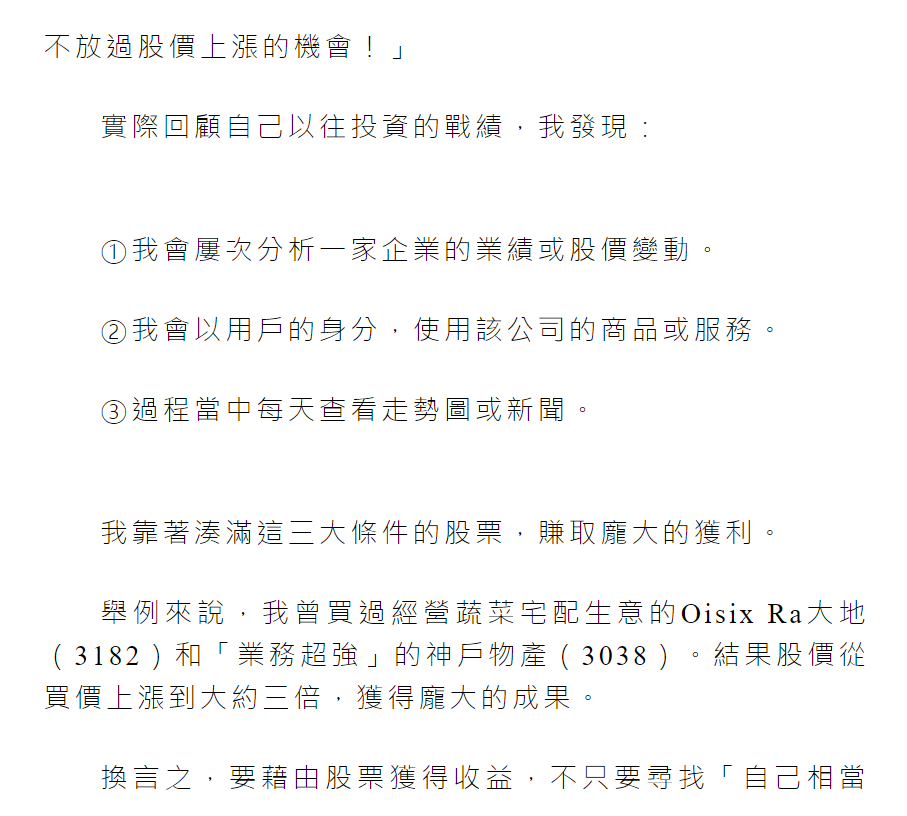 不放過股價上漲的機會！」
實際回顧自己以往投資的戰績，我發現：
①我會屢次分析一家企業的業績或股價變動。
②我會以用戶的身分，使用該公司的商品或服務。
③過程當中每天查看走勢圖或新聞。
我靠著湊滿這三大條件的股票，賺取龐大的獲利。
舉例來說，我曾買過經營蔬菜宅配生意的Oisix Ra大地
（3182）和「業務超強」的神戶物產（3038）。結果股價從
買價上漲到大約三倍，獲得龐大的成果。
換言之，要藉由股票獲得收益，不只要尋找「自己相當